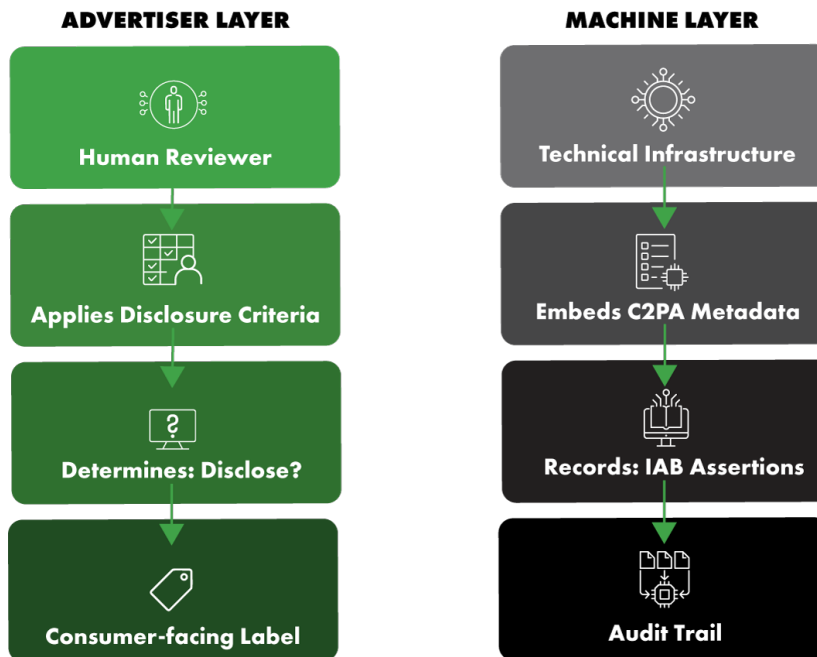 ADVERTISER LAYER
Human Reviewer
Applies Disclosure Criteria
Determines: Disclose?
Consumer-facing Label
MACHINE LAYER
Technical Infrastructure
Embeds C2PA Metadata
Records: IAB Assertions
Audit Trail